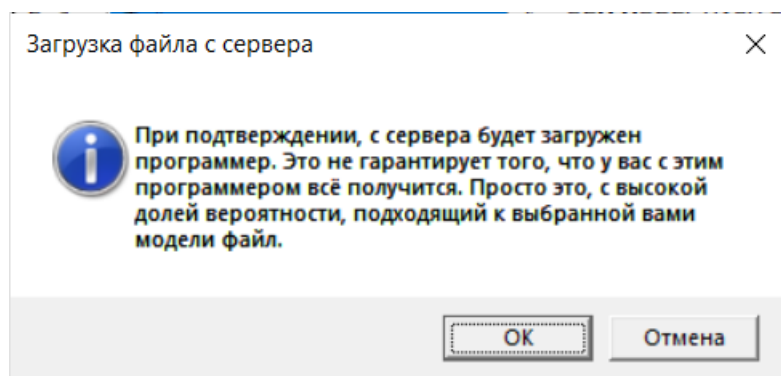 Загрузка файла с сервера
При подтверждении, с сервера будет загружен
программер. Это не гарантирует того, что у вас с этим
программером всё получится. Просто это, с высокой
долей вероятности, подходящий к выбранной вами
модели файл.
ОК
Отмена